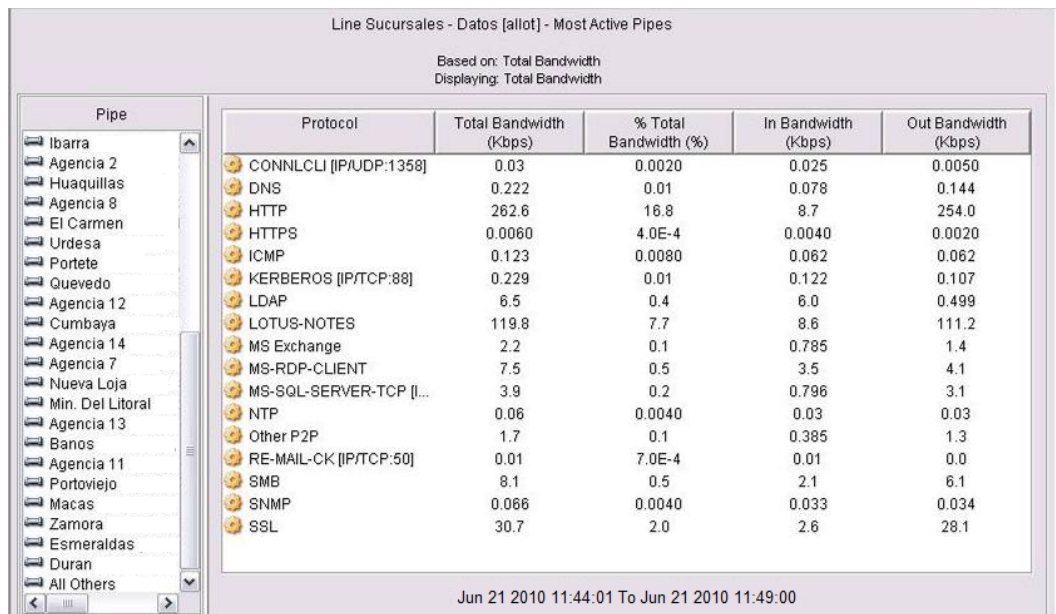 Line Sucursales - Datos [allot] - Most Active Pipes
Based on: Total Bandwidth
Displaying: Total Bandwidth
Pipe
Ibarra
Agencia 2
Huaquillas
Agencia 8
El Carmen
Urdesa
Portete
Quevedo
Agencia 12
Cumbaya
Agencia 14
Agencia 7
Nueva Loja
Min. Del Litoral
Agencia 13
Banos
Agencia 11
Portoviejo
Macas
Zamora
Esmeraldas
Duran
All Others
Protocol Total Bandwidth (Kbps) % Total Bandwidth (%) In Bandwidth (Kbps) Out Bandwidth (Kbps)
CONNLCLI [IP/UDP:1358] 0.03 0.0020 0.025 0.0050
DNS 0.222 0.01 0.078 0.144
HTTP 262.6 16.8 8.7 254.0
HTTPS 0.0060 4.0E-4 0.0040 0.0020
ICMP 0.123 0.0080 0.062 0.062
KERBEROS [IP/TCP:88] 0.229 0.01 0.122 0.107
LDAP 6.5 0.4 6.0 0.499
LOTUS-NOTES 119.8 7.7 8.6 111.2
MS Exchange 2.2 0.1 0.785 1.4
MS-RDP-CLIENT 7.5 0.5 3.5 4.1
MS-SQL-SERVER-TCP [I... 3.9 0.2 0.796 3.1
NTP 0.06 0.0040 0.03 0.03
Other P2P 1.7 0.1 0.385 1.3
RE-MAIL-CK [IP/TCP:50] 0.01 7.0E-4 0.01 0.0
SMB 8.1 0.5 2.1 6.1
SNMP 0.066 0.0040 0.033 0.034
SSL 30.7 2.0 2.6 28.1
Jun 21 2010 11:44:01 To Jun 21 2010 11:49:00